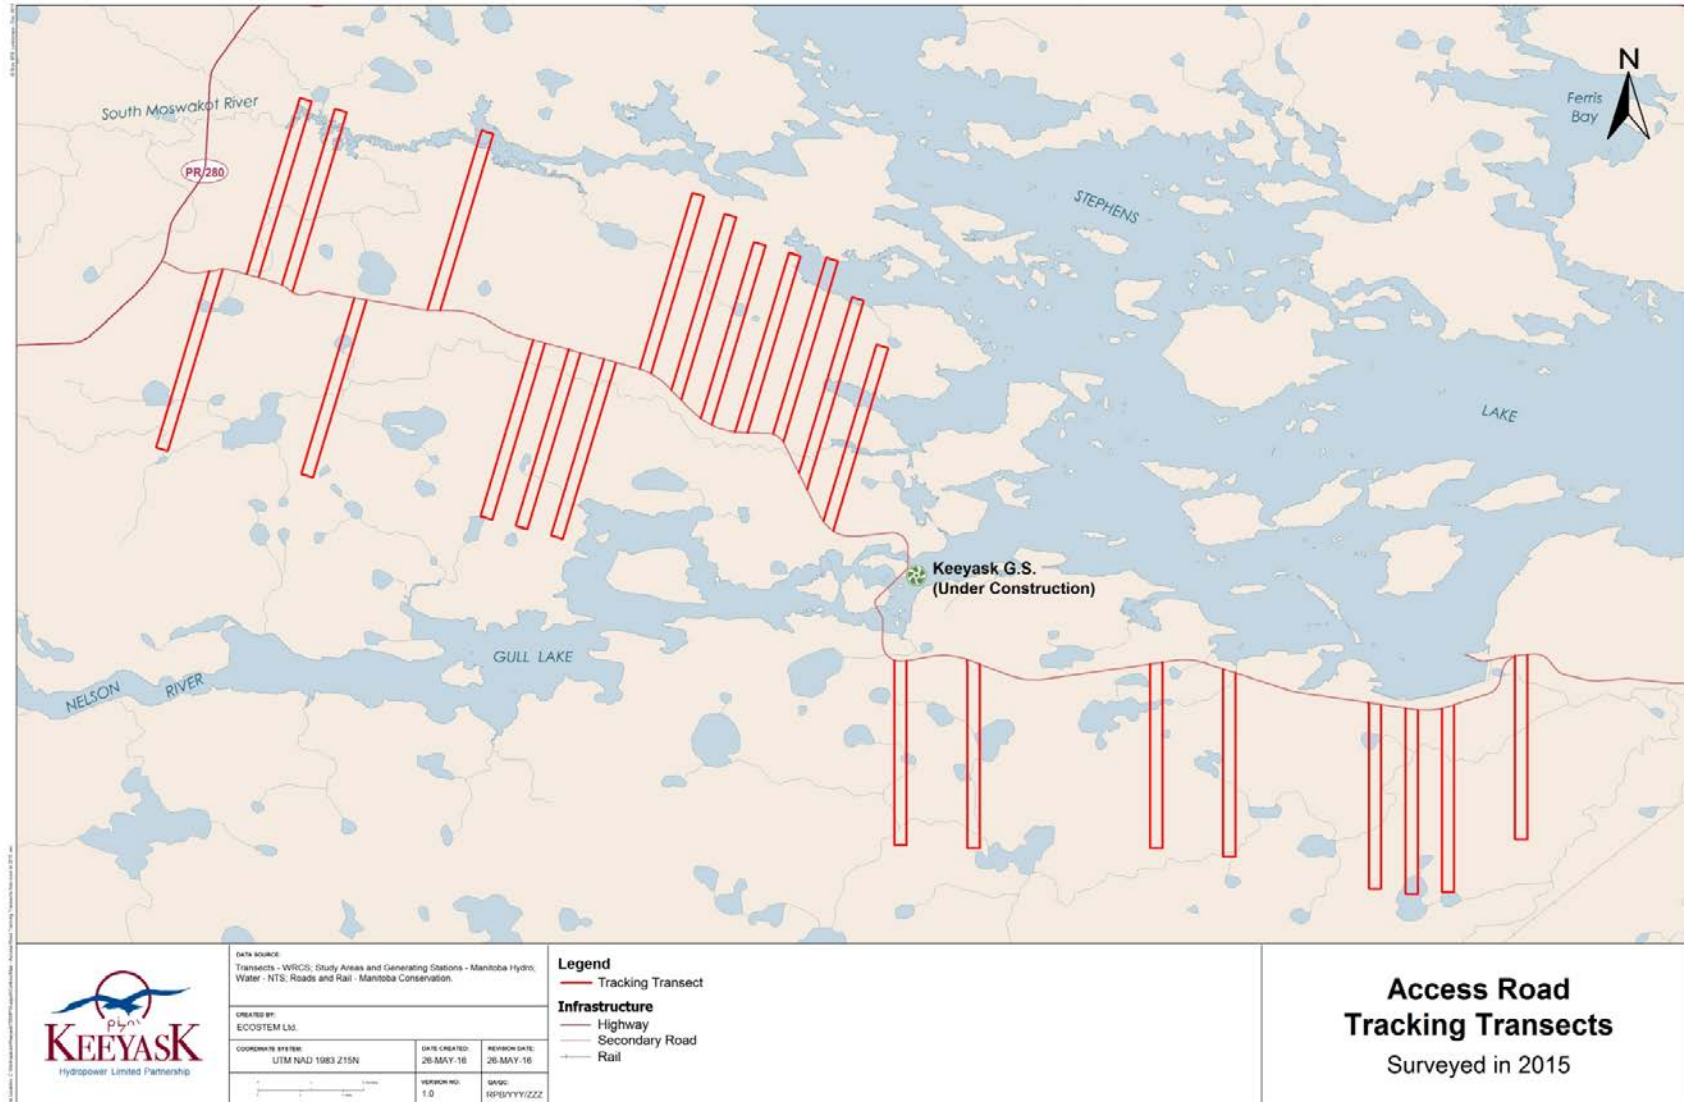 South Moswakot River
PR 280
N
Ferris
Bay
STEPHENS
LAKE
Keeyask G.S.
(Under Construction)
GULL LAKE
NELSON RIVER
DATA SOURCE:
Transects - WRCS; Study Areas and Generating Stations - Manitoba Hydro;
Water - NTS; Roads and Rail - Manitoba Conservation.
CREATED BY:
ECOSTEM Ltd.
COORDINATE SYSTEM:
UTM NAD 1983 Z15N
DATE CREATED:
26-MAY-16
REVISION DATE:
26-MAY-16
VERSION NO:
1.0
QA/QC:
RPB/YYY/ZZZ
KEEYASK
Hydropower Limited Partnership
Legend
Tracking Transect
Infrastructure
Highway
Secondary Road
Rail
Access Road
Tracking Transects
Surveyed in 2015